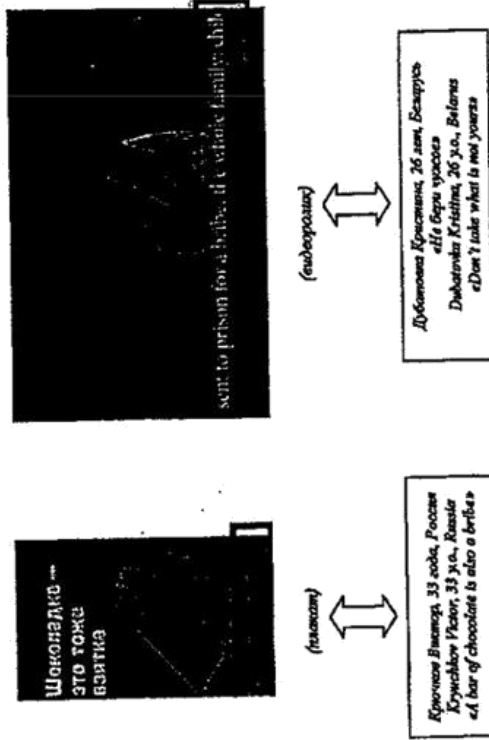 Шоколадка —
это тоже
взятка
(плакат)
Крючков Виктор, 33 года, Россия
Kryuchkov Victor, 33 y.o., Russia
«A bar of chocolate is also a bribe»
sent to prison for a bribe, the whole family: child
(видеоролик)
Дубатовка Кристина, 26 лет, Беларусь
«Не бери чужое»
Dubatovka Kristina, 26 y.o., Belarus
«Don't take what is not yours»